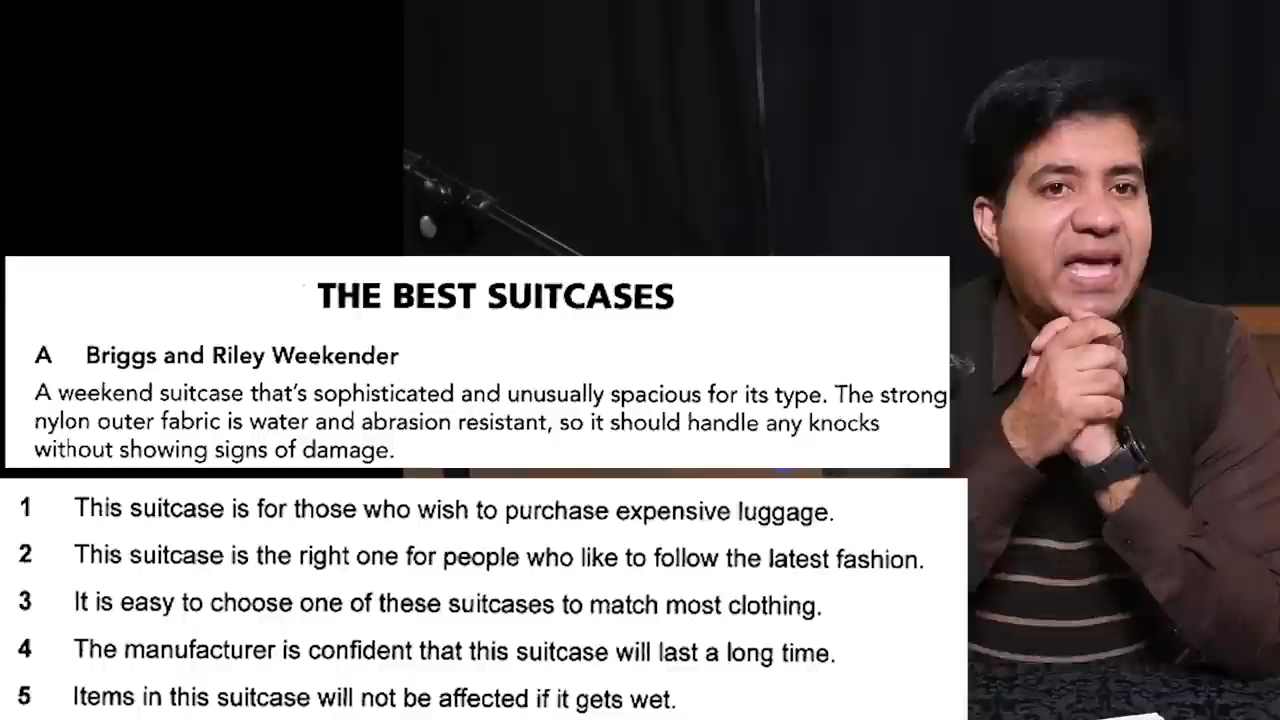 THE BEST SUITCASES
A Briggs and Riley Weekender
A weekend suitcase that's sophisticated and unusually spacious for its type. The strong
nylon outer fabric is water and abrasion resistant, so it should handle any knocks
without showing signs of damage.
1 This suitcase is for those who wish to purchase expensive luggage.
2 This suitcase is the right one for people who like to follow the latest fashion.
3 It is easy to choose one of these suitcases to match most clothing.
4 The manufacturer is confident that this suitcase will last a long time.
5 Items in this suitcase will not be affected if it gets wet.